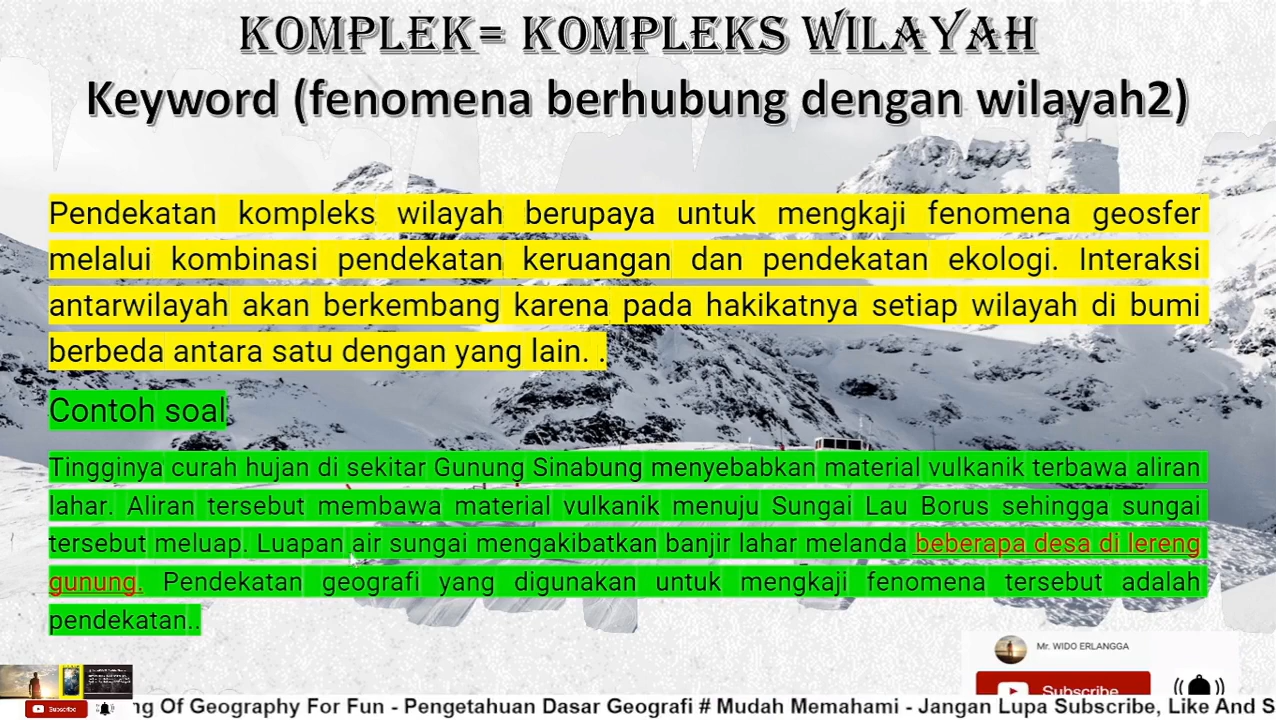 KOMPLEK= KOMPLEKS WILAYAH
Keyword (fenomena berhubung dengan wilayah2)
Pendekatan kompleks wilayah berupaya untuk mengkaji fenomena geosfer
melalui kombinasi pendekatan keruangan dan pendekatan ekologi. Interaksi
antarwilayah akan berkembang karena pada hakikatnya setiap wilayah di bumi
berbeda antara satu dengan yang lain. .
Contoh soal
Tingginya curah hujan di sekitar Gunung Sinabung menyebabkan material vulkanik terbawa aliran
lahar. Aliran tersebut membawa material vulkanik menuju Sungai Lau Borus sehingga sungai
tersebut meluap. Luapan air sungai mengakibatkan banjir lahar melanda beberapa desa di lereng
gunung. Pendekatan geografi yang digunakan untuk mengkaji fenomena tersebut adalah
pendekatan..
Mr. WIDO ERLANGGA
Subscribe
Subscribe
ng Of Geography For Fun - Pengetahuan Dasar Geografi # Mudah Memahami - Jangan Lupa Subscribe, Like And S